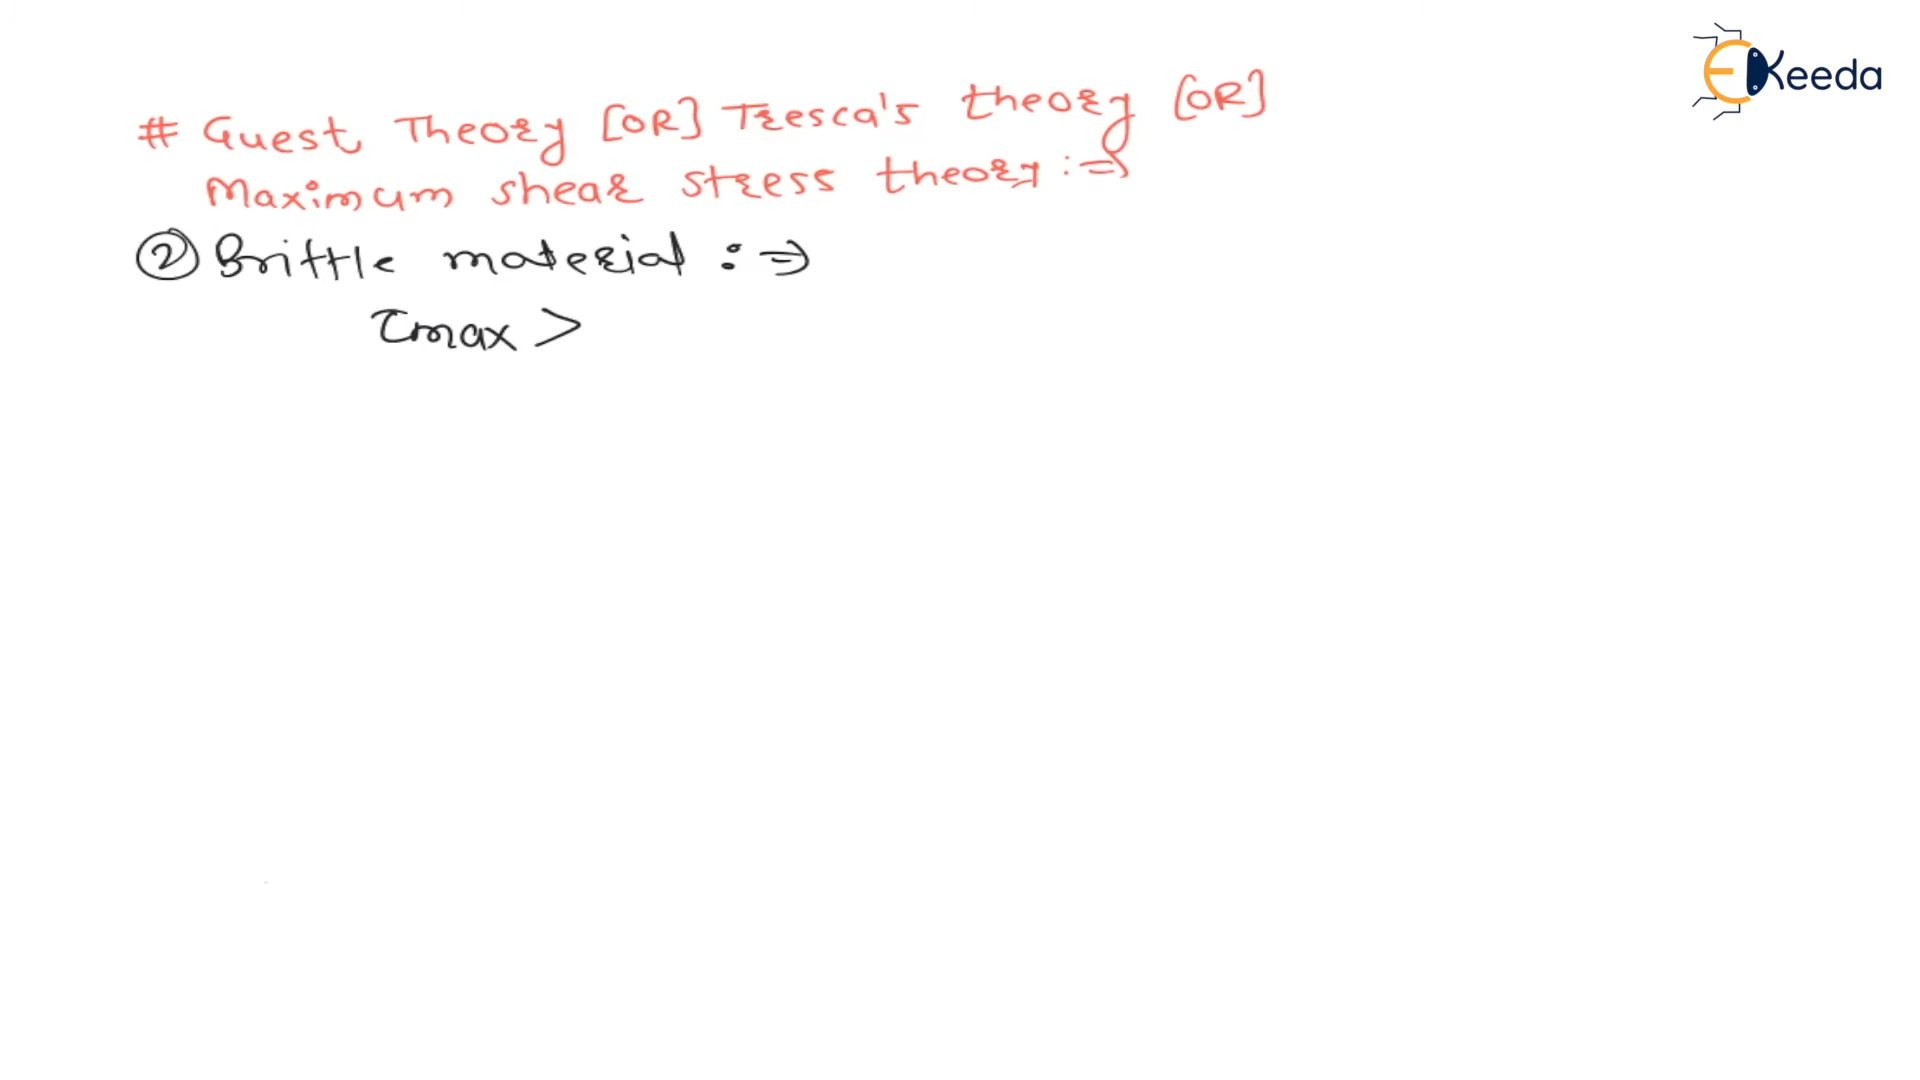 EKeeda
# Guest Theory [OR] Tresca's theory [OR]
Maximum shear stress theory :⇒
② Brittle material :⇒
τmax >